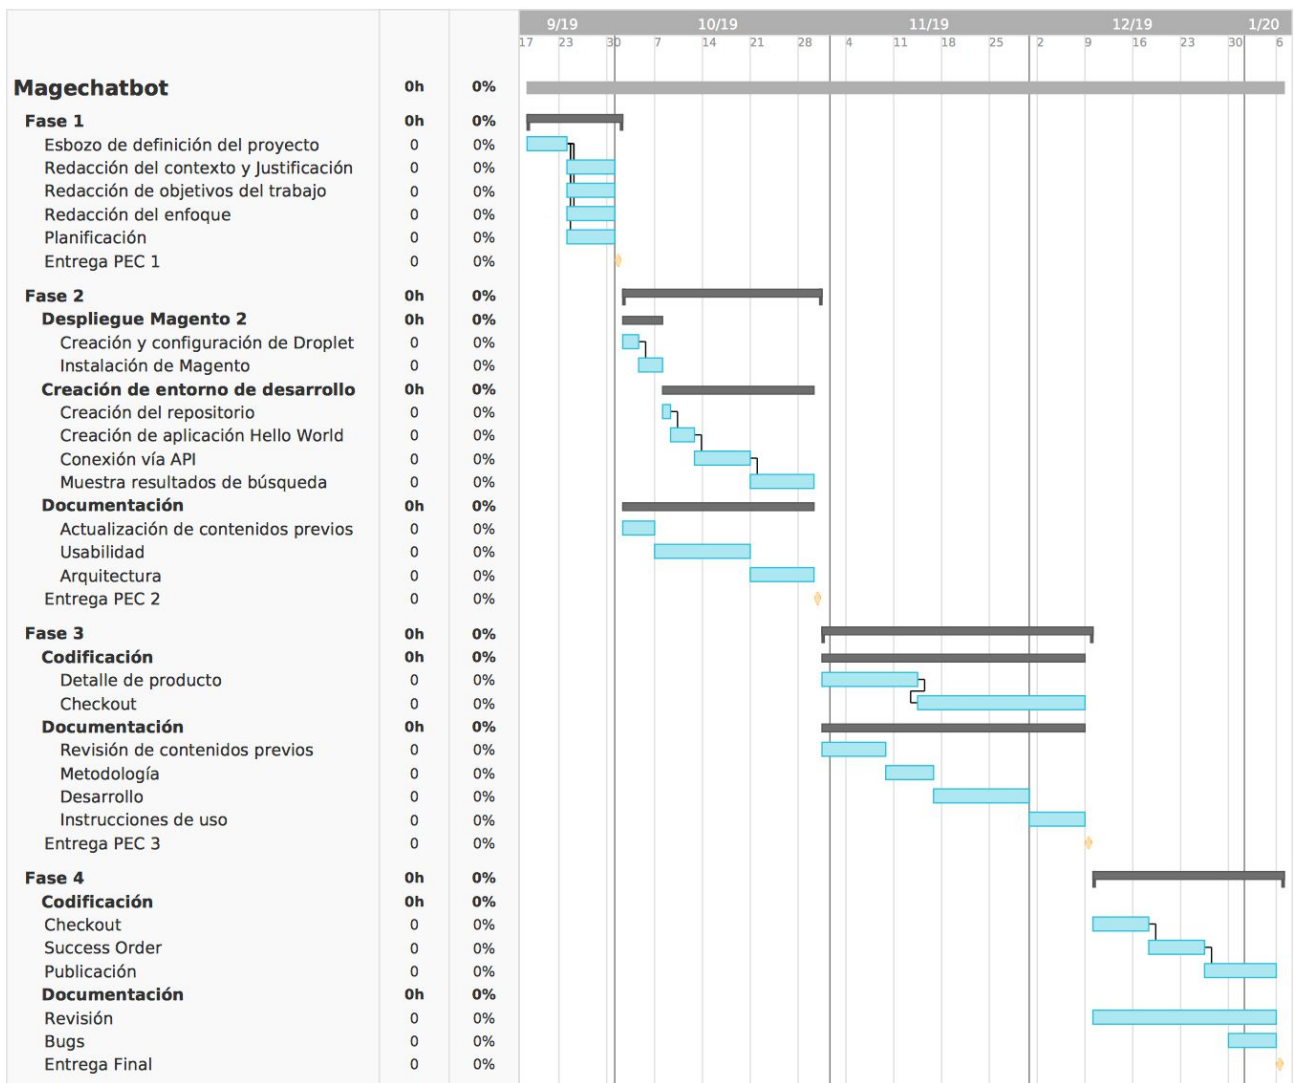 9/19 10/19 11/19 12/19 1/20
17 23 30 7 14 21 28 4 11 18 25 2 9 16 23 30 6
Magechatbot 0h 0%
Fase 1 0h 0%
Esbozo de definición del proyecto 0 0%
Redacción del contexto y Justificación 0 0%
Redacción de objetivos del trabajo 0 0%
Redacción del enfoque 0 0%
Planificación 0 0%
Entrega PEC 1 0 0%
Fase 2 0h 0%
Despliegue Magento 2 0h 0%
Creación y configuración de Droplet 0 0%
Instalación de Magento 0 0%
Creación de entorno de desarrollo 0h 0%
Creación del repositorio 0 0%
Creación de aplicación Hello World 0 0%
Conexión vía API 0 0%
Muestra resultados de búsqueda 0 0%
Documentación 0h 0%
Actualización de contenidos previos 0 0%
Usabilidad 0 0%
Arquitectura 0 0%
Entrega PEC 2 0 0%
Fase 3 0h 0%
Codificación 0h 0%
Detalle de producto 0 0%
Checkout 0 0%
Documentación 0h 0%
Revisión de contenidos previos 0 0%
Metodología 0 0%
Desarrollo 0 0%
Instrucciones de uso 0 0%
Entrega PEC 3 0 0%
Fase 4 0h 0%
Codificación 0h 0%
Checkout 0 0%
Success Order 0 0%
Publicación 0 0%
Documentación 0h 0%
Revisión 0 0%
Bugs 0 0%
Entrega Final 0 0%